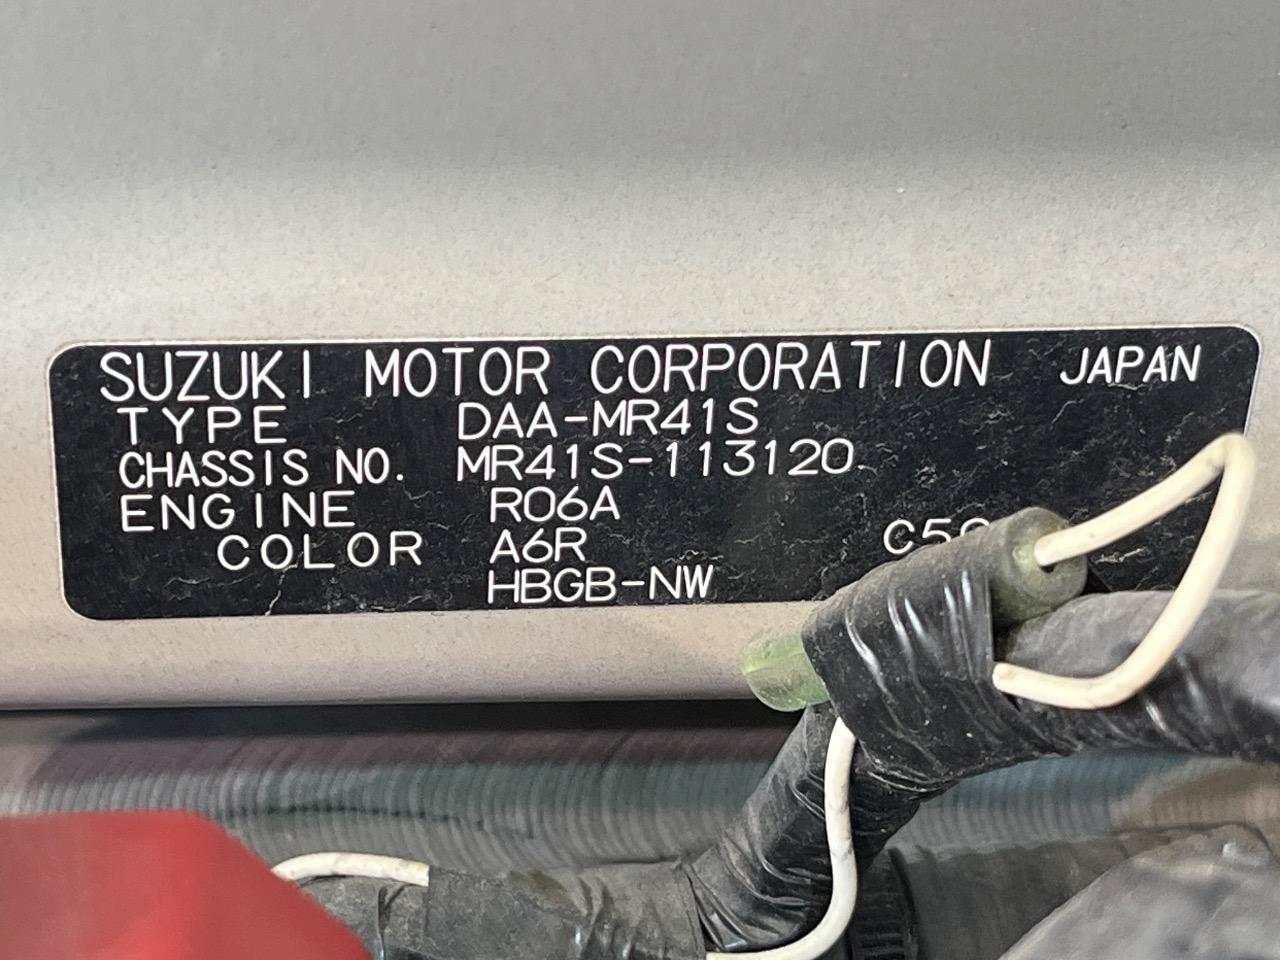 SUZUKI MOTOR CORPORATION JAPAN
TYPE DAA-MR41S
CHASSIS NO. MR41S-113120
ENGINE R06A
COLOR A6R
HBGB-NW